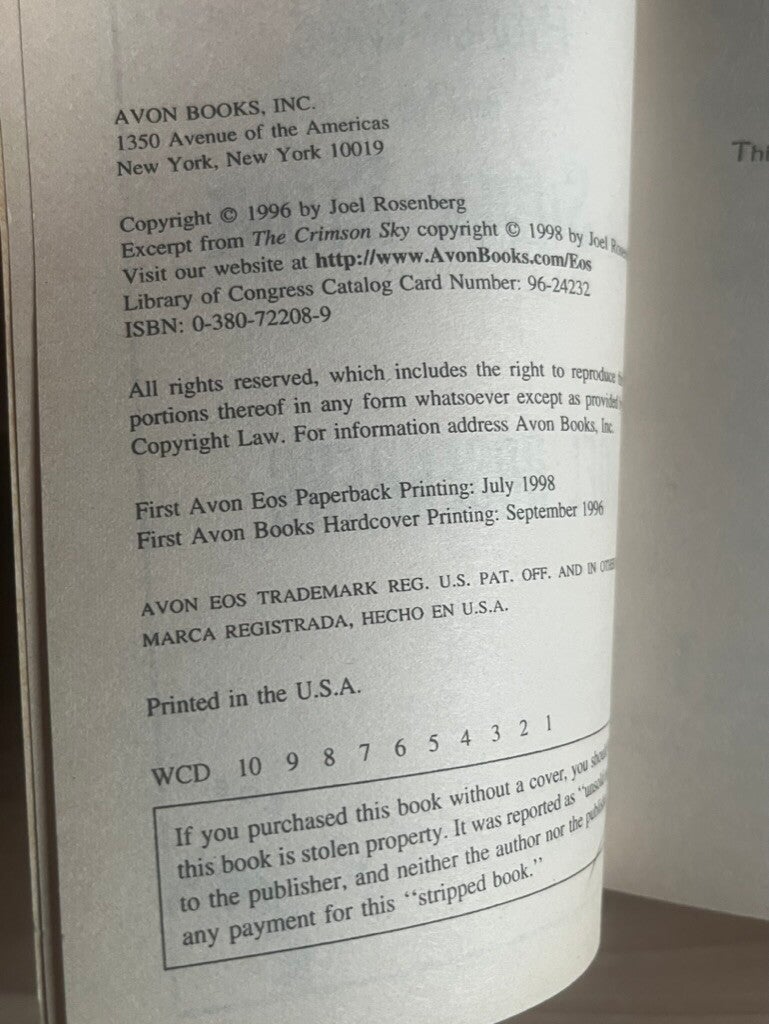 AVON BOOKS, INC.
1350 Avenue of the Americas
New York, New York 10019
Copyright © 1996 by Joel Rosenberg
Excerpt from The Crimson Sky copyright © 1998 by Joel
Visit our website at http://www.AvonBooks.com/Eos
Library of Congress Catalog Card Number: 96-24232
ISBN: 0-380-72208-9
All rights reserved, which includes the right to reproduce
portions thereof in any form whatsoever except as provided
Copyright Law. For information address Avon Books, Inc.
First Avon Eos Paperback Printing: July 1998
First Avon Books Hardcover Printing: September 1996
AVON EOS TRADEMARK REG. U.S. PAT. OFF. AND IN
MARCA REGISTRADA, HECHO EN U.S.A.
Printed in the U.S.A.
WCD 10 9 8 7 6 5 4 3 2 1
If you purchased this book without a cover, you
this book is stolen property. It was reported as
to the publisher, and neither the author nor the
any payment for this "stripped book."